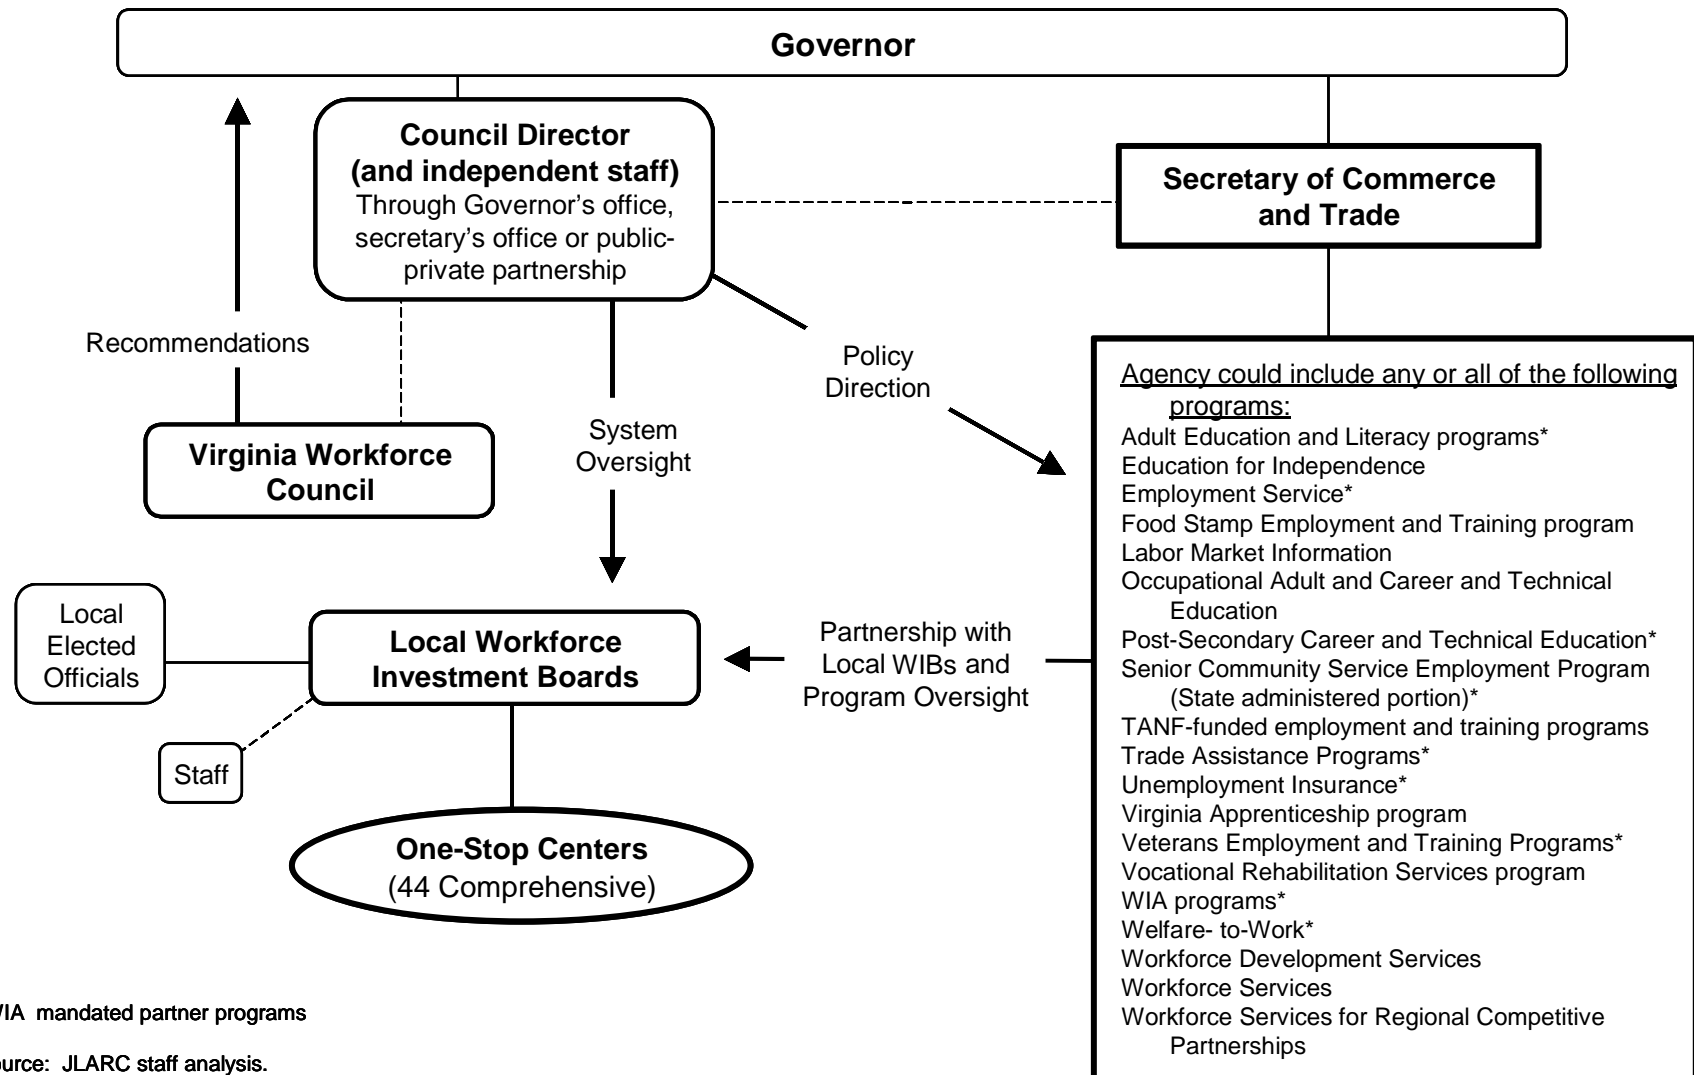 Governor
Council Director
(and independent staff)
Through Governor's office,
secretary's office or public-
private partnership
Secretary of Commerce
and Trade
Recommendations
Policy
Direction
System
Oversight
Virginia Workforce
Council
Local
Elected
Officials
Local Workforce
Investment Boards
Staff
Partnership with
Local WIBs and
Program Oversight
One-Stop Centers
(44 Comprehensive)
Agency could include any or all of the following
programs:
Adult Education and Literacy programs*
Education for Independence
Employment Service*
Food Stamp Employment and Training program
Labor Market Information
Occupational Adult and Career and Technical
Education
Post-Secondary Career and Technical Education*
Senior Community Service Employment Program
(State administered portion)*
TANF-funded employment and training programs
Trade Assistance Programs*
Unemployment Insurance*
Virginia Apprenticeship program
Veterans Employment and Training Programs*
Vocational Rehabilitation Services program
WIA programs*
Welfare- to-Work*
Workforce Development Services
Workforce Services
Workforce Services for Regional Competitive
Partnerships
mandated partner programs
JLARC staff analysis.